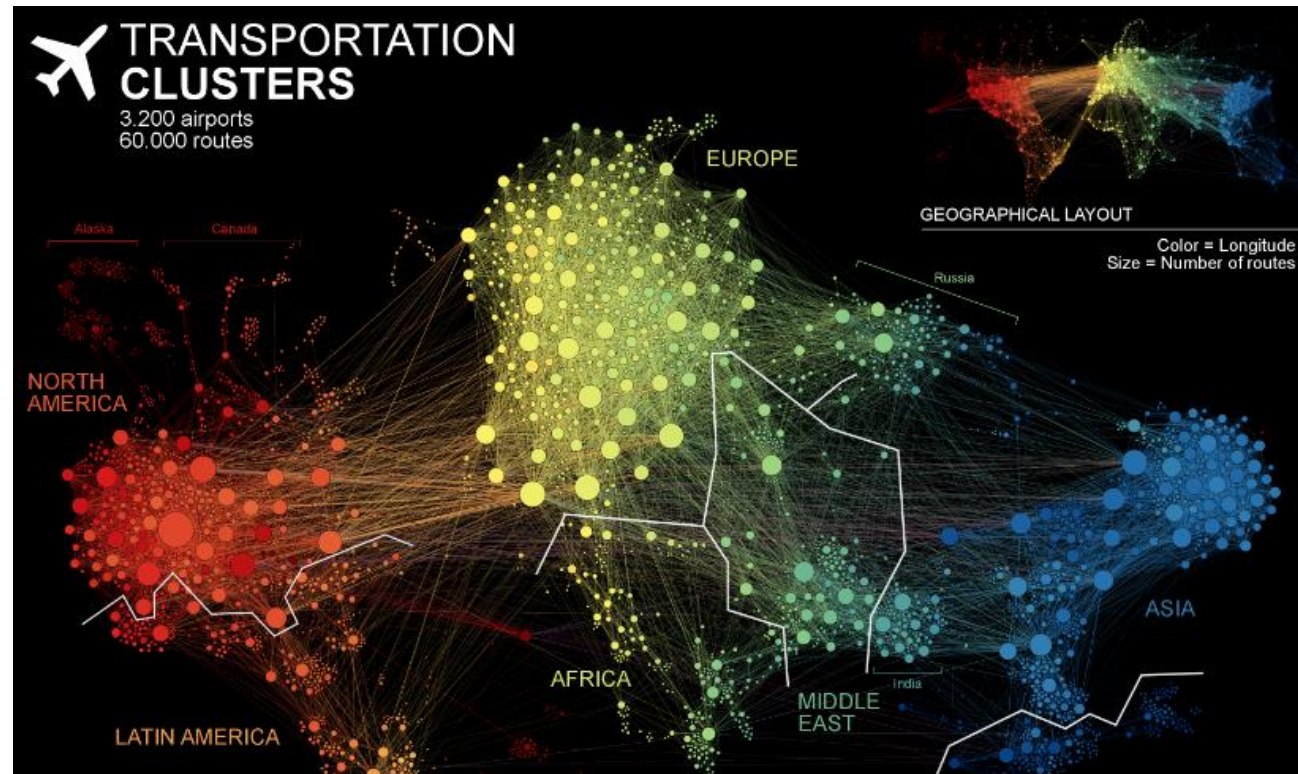 TRANSPORTATION
CLUSTERS
3.200 airports
60.000 routes
EUROPE
GEOGRAPHICAL LAYOUT
Color = Longitude
Size = Number of routes
Alaska
Canada
Russia
NORTH
AMERICA
ASIA
AFRICA
India
MIDDLE
EAST
LATIN AMERICA